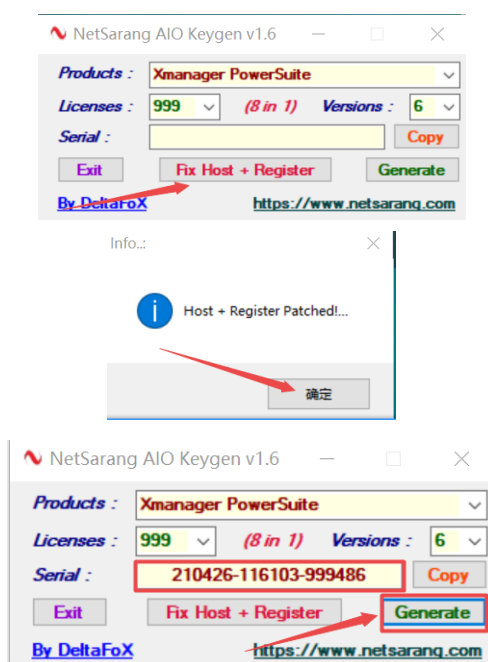 NetSarang AIO Keygen v1.6
Products : Xmanager PowerSuite
Licenses : 999 (8 in 1) Versions : 6
Serial : Copy
Exit Fix Host + Register Generate
By DeltaFoX https://www.netsarang.com
Info..:
Host + Register Patched!...
确定
NetSarang AIO Keygen v1.6
Products : Xmanager PowerSuite
Licenses : 999 (8 in 1) Versions : 6
Serial : 210426-116103-999486 Copy
Exit Fix Host + Register Generate
By DeltaFoX https://www.netsarang.com